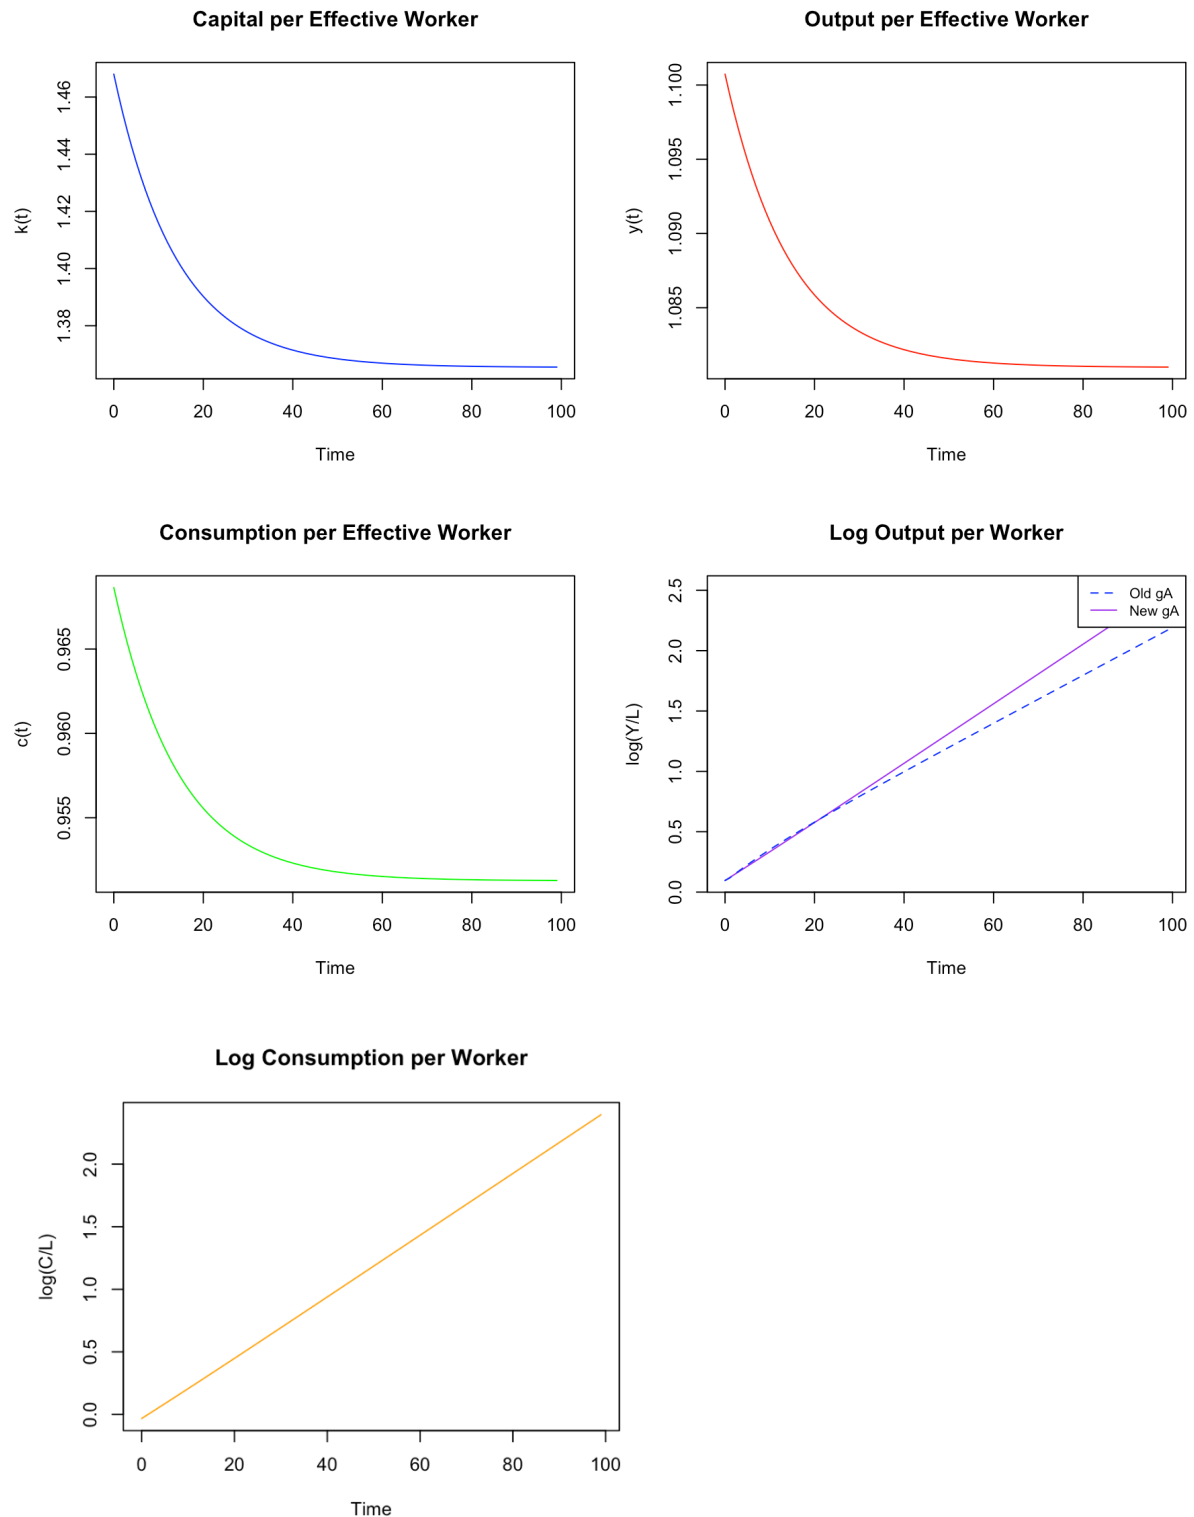 Capital per Effective Worker
k(t)
1.46
1.44
1.42
1.40
1.38
0 20 40 60 80 100
Time
Output per Effective Worker
y(t)
1.100
1.095
1.090
1.085
0 20 40 60 80 100
Time
Consumption per Effective Worker
c(t)
0.965
0.960
0.955
0 20 40 60 80 100
Time
Log Output per Worker
log(Y/L)
2.5
2.0
1.5
1.0
0.5
0.0
Old gA
New gA
0 20 40 60 80 100
Time
Log Consumption per Worker
log(C/L)
2.0
1.5
1.0
0.5
0.0
0 20 40 60 80 100
Time